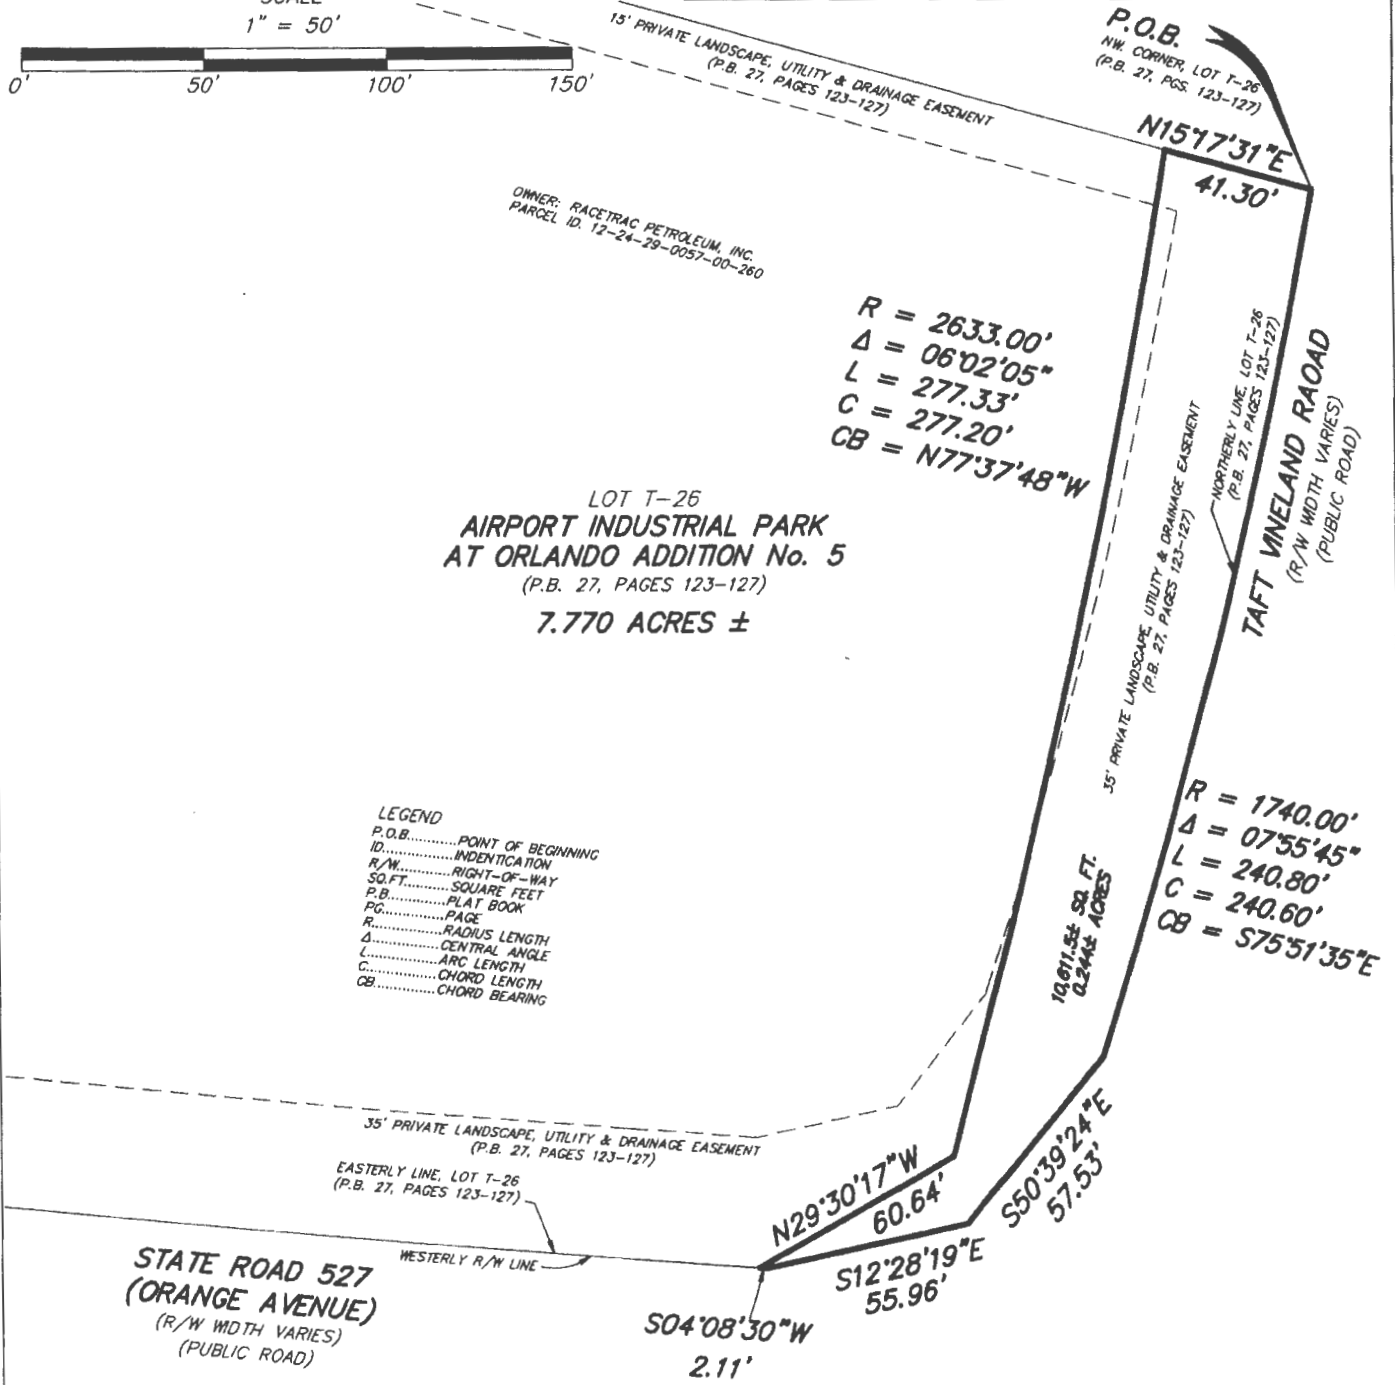 SCALE
1" = 50'
0' 50' 100' 150'
15' PRIVATE LANDSCAPE, UTILITY & DRAINAGE EASEMENT
(P.B. 27, PAGES 123-127)
P.O.B.
NW. CORNER, LOT T-26
(P.B. 27, PGS. 123-127)
N15°17'31"E
41.30'
OWNER: RACETRAC PETROLEUM, INC.
PARCEL ID. 12-24-29-0057-00-260
R = 2633.00'
Δ = 06°02'05"
L = 277.33'
C = 277.20'
CB = N77°37'48"W
NORTHERLY LINE, LOT T-26
(P.B. 27, PAGES 123-127)
TAFT VINELAND RAOAD
(R/W WIDTH VARIES)
(PUBLIC ROAD)
35' PRIVATE LANDSCAPE, UTILITY & DRAINAGE EASEMENT
(P.B. 27, PAGES 123-127)
LOT T-26
AIRPORT INDUSTRIAL PARK
AT ORLANDO ADDITION No. 5
(P.B. 27, PAGES 123-127)
7.770 ACRES ±
R = 1740.00'
Δ = 07°55'45"
L = 240.80'
C = 240.60'
CB = S75°51'35"E
10,611.5± SQ. FT.
0.244± ACRES
LEGEND
P.O.B...........POINT OF BEGINNING
ID................INDENTICATION
R/W.............RIGHT-OF-WAY
SQ.FT..........SQUARE FEET
P.B..............PLAT BOOK
PG...............PAGE
R.................RADIUS LENGTH
Δ.................CENTRAL ANGLE
L.................ARC LENGTH
C.................CHORD LENGTH
CB...............CHORD BEARING
35' PRIVATE LANDSCAPE, UTILITY & DRAINAGE EASEMENT
(P.B. 27, PAGES 123-127)
EASTERLY LINE, LOT T-26
(P.B. 27, PAGES 123-127)
N29°30'17"W
60.64'
S50°39'24"E
57.53'
S12°28'19"E
55.96'
WESTERLY R/W LINE
STATE ROAD 527
(ORANGE AVENUE)
(R/W WIDTH VARIES)
(PUBLIC ROAD)
S04°08'30"W
2.11'